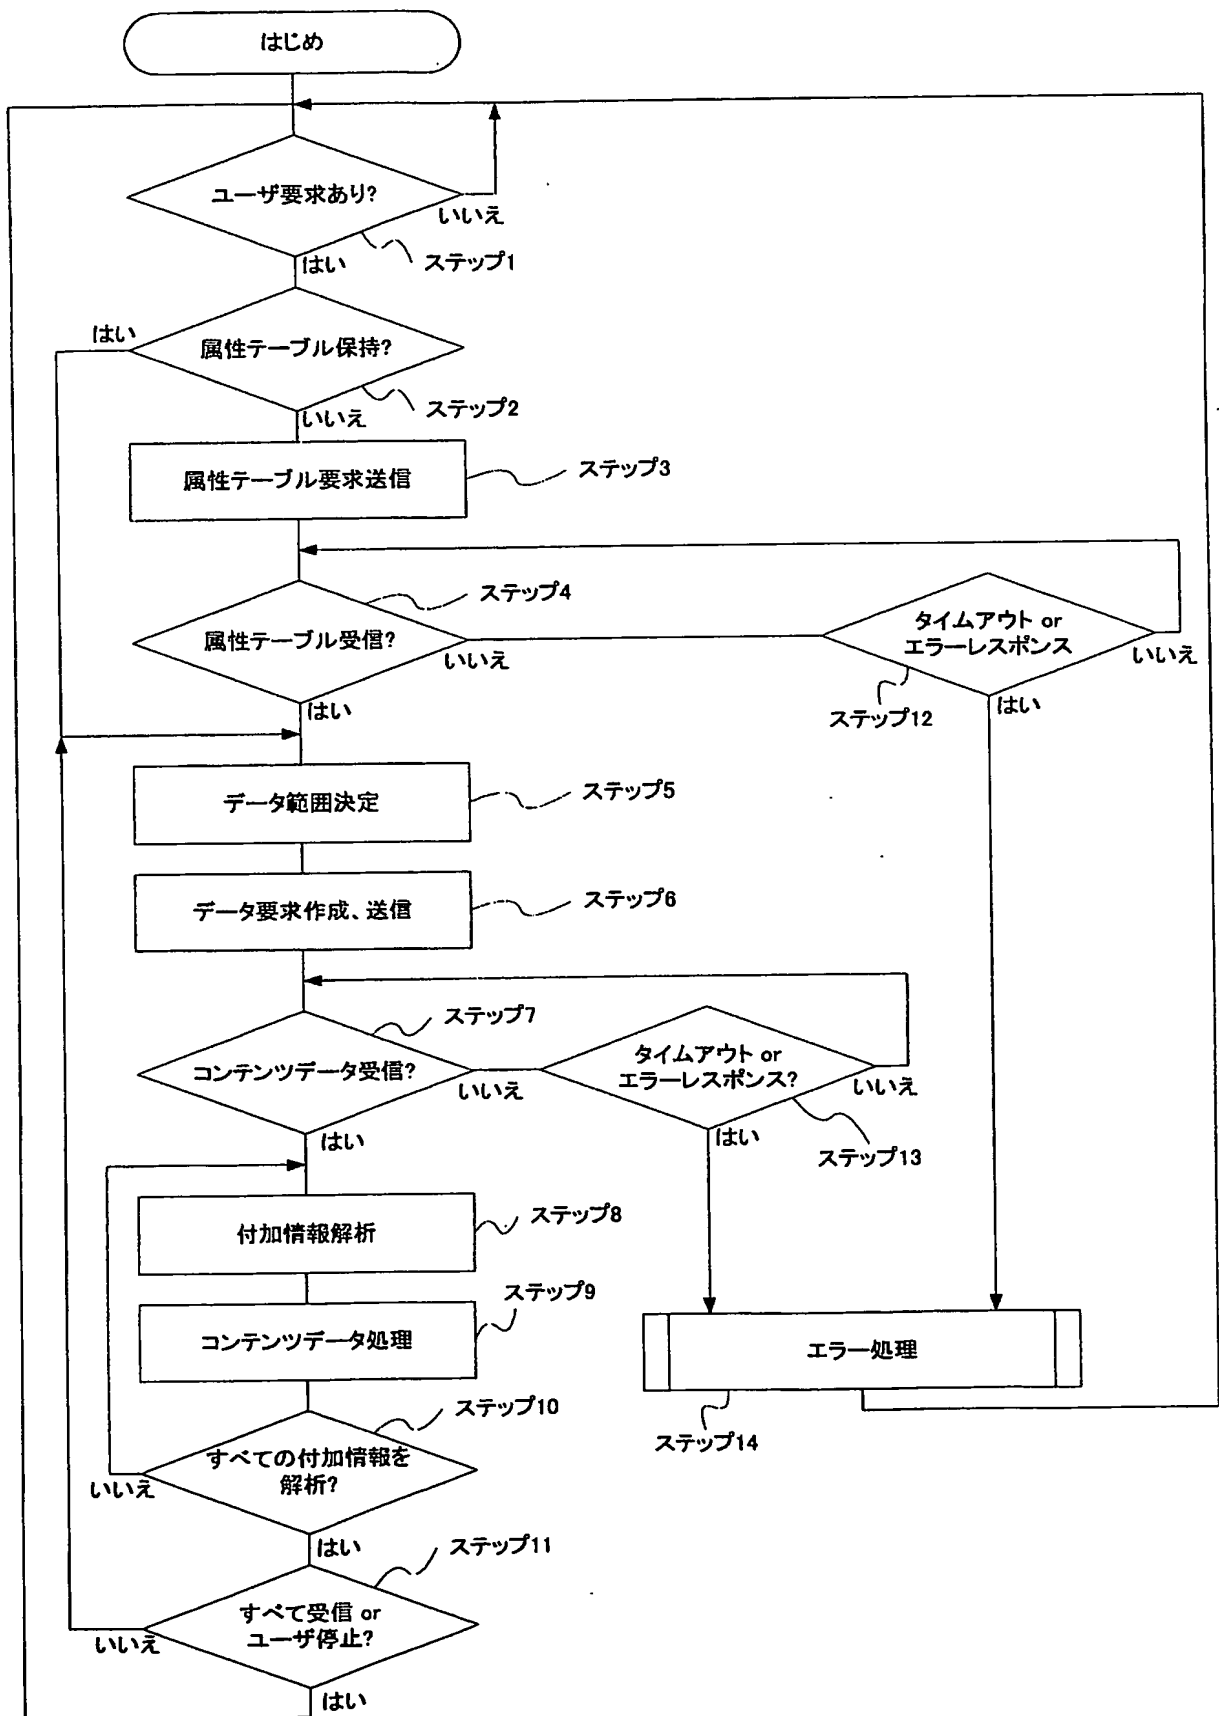 はじめ
ユーザ要求あり?
いいえ
ステップ1
はい
はい
属性テーブル保持?
ステップ2
いいえ
属性テーブル要求送信
ステップ3
ステップ4
属性テーブル受信?
いいえ
タイムアウト or
エラーレスポンス
いいえ
ステップ12
はい
はい
データ範囲決定
ステップ5
データ要求作成、送信
ステップ6
ステップ7
コンテンツデータ受信?
いいえ
タイムアウト or
エラーレスポンス?
いいえ
はい
はい
ステップ13
付加情報解析
ステップ8
ステップ9
コンテンツデータ処理
エラー処理
ステップ10
ステップ14
すべての付加情報を
解析?
いいえ
はい
ステップ11
すべて受信 or
ユーザ停止?
いいえ
はい